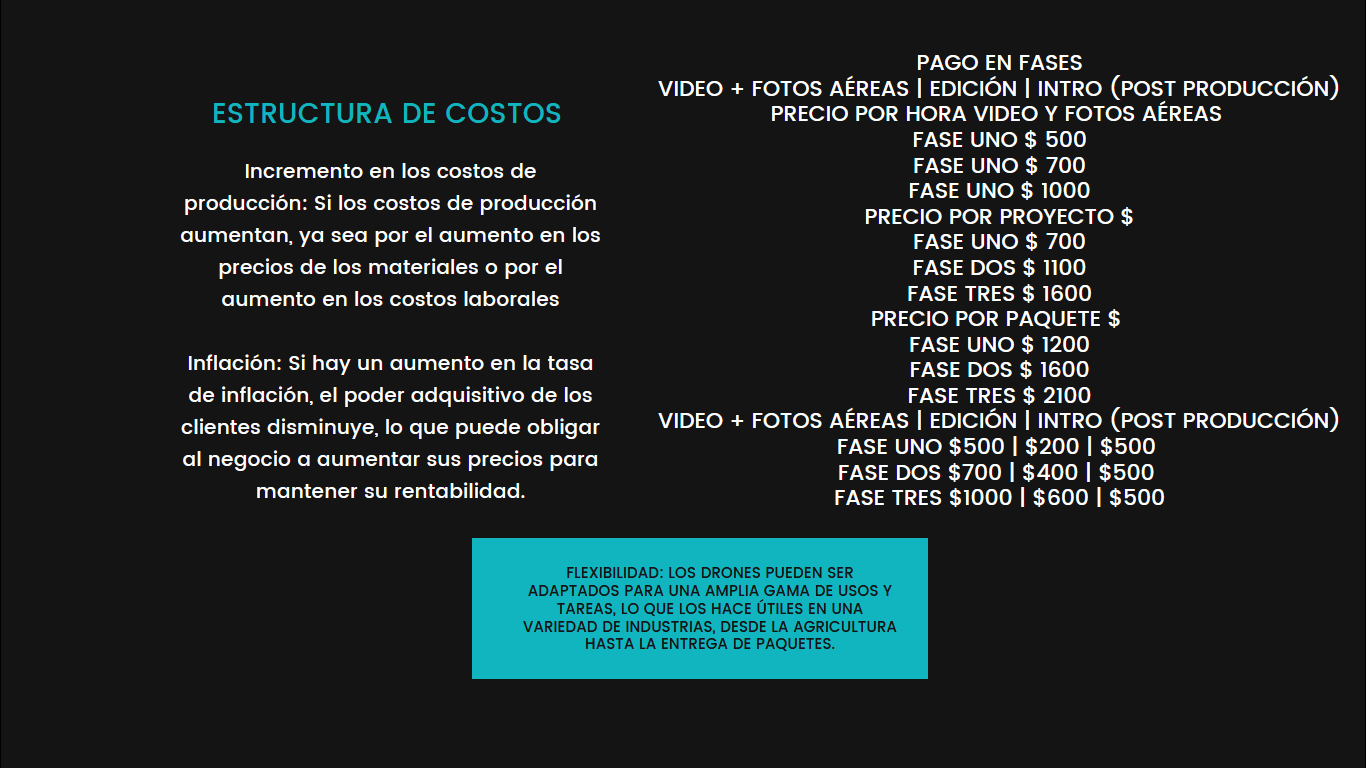 ESTRUCTURA DE COSTOS
Incremento en los costos de
producción: Si los costos de producción
aumentan, ya sea por el aumento en los
precios de los materiales o por el
aumento en los costos laborales
Inflación: Si hay un aumento en la tasa
de inflación, el poder adquisitivo de los
clientes disminuye, lo que puede obligar
al negocio a aumentar sus precios para
mantener su rentabilidad.
PAGO EN FASES
VIDEO + FOTOS AÉREAS | EDICIÓN | INTRO (POST PRODUCCIÓN)
PRECIO POR HORA VIDEO Y FOTOS AÉREAS
FASE UNO $ 500
FASE UNO $ 700
FASE UNO $ 1000
PRECIO POR PROYECTO $
FASE UNO $ 700
FASE DOS $ 1100
FASE TRES $ 1600
PRECIO POR PAQUETE $
FASE UNO $ 1200
FASE DOS $ 1600
FASE TRES $ 2100
VIDEO + FOTOS AÉREAS | EDICIÓN | INTRO (POST PRODUCCIÓN)
FASE UNO $500 | $200 | $500
FASE DOS $700 | $400 | $500
FASE TRES $1000 | $600 | $500
FLEXIBILIDAD: LOS DRONES PUEDEN SER
ADAPTADOS PARA UNA AMPLIA GAMA DE USOS Y
TAREAS, LO QUE LOS HACE ÚTILES EN UNA
VARIEDAD DE INDUSTRIAS, DESDE LA AGRICULTURA
HASTA LA ENTREGA DE PAQUETES.